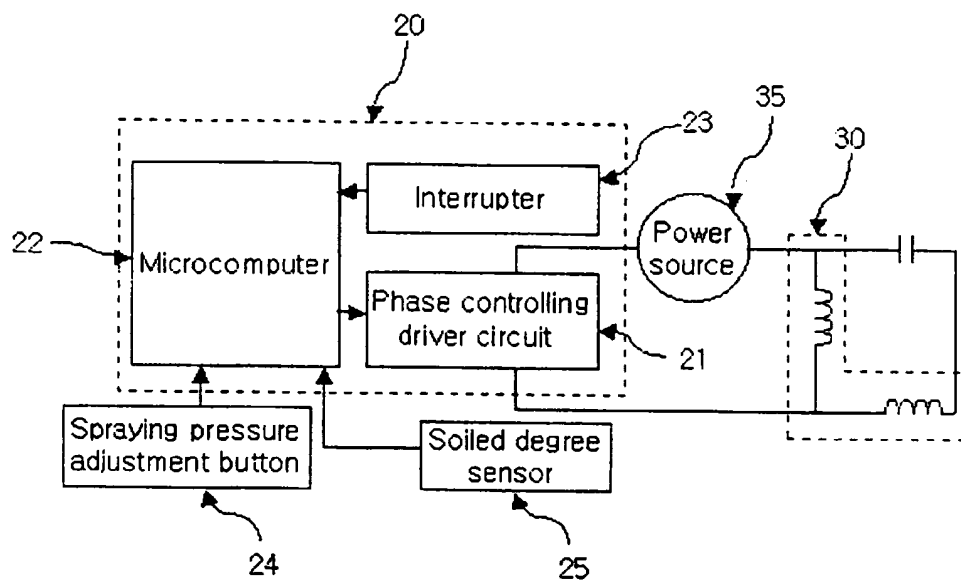 20
23
35
30
Interrupter
22
Microcomputer
Power
source
Phase controlling
driver circuit
21
Spraying pressure
adjustment button
Soiled degree
sensor
24
25